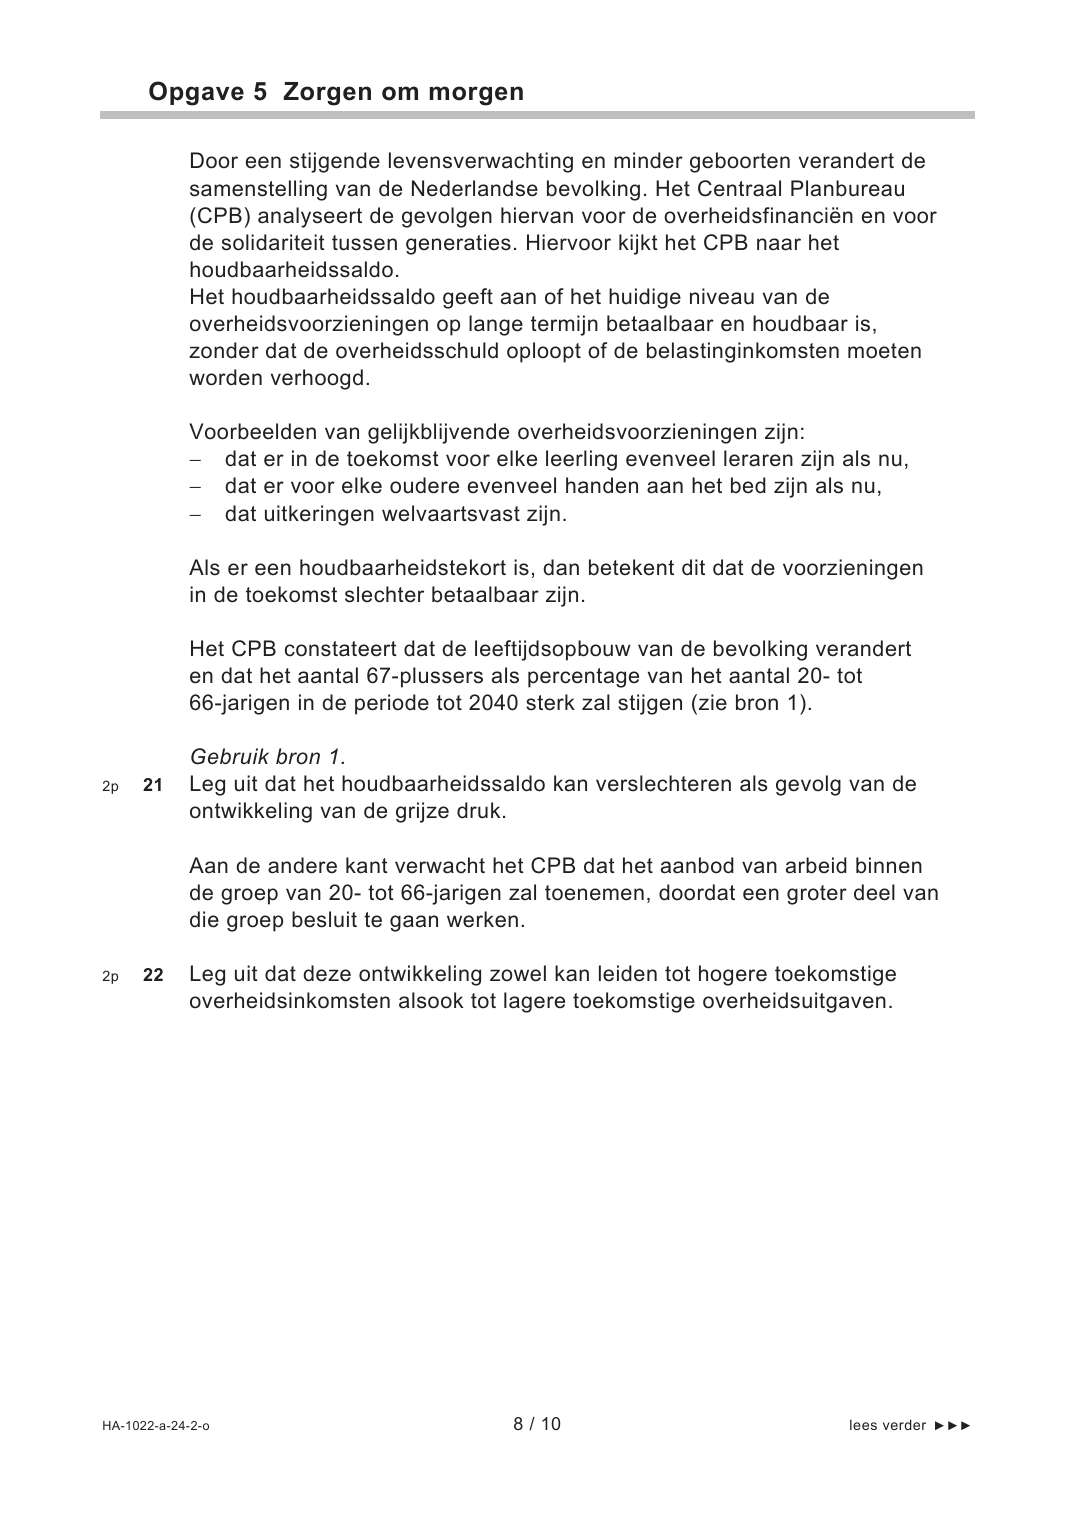 Opgave 5 Zorgen om morgen
Door een stijgende levensverwachting en minder geboorten verandert de
samenstelling van de Nederlandse bevolking. Het Centraal Planbureau
(CPB) analyseert de gevolgen hiervan voor de overheidsfinanciën en voor
de solidariteit tussen generaties. Hiervoor kijkt het CPB naar het
houdbaarheidssaldo.
Het houdbaarheidssaldo geeft aan of het huidige niveau van de
overheidsvoorzieningen op lange termijn betaalbaar en houdbaar is,
zonder dat de overheidsschuld oploopt of de belastinginkomsten moeten
worden verhoogd.
Voorbeelden van gelijkblijvende overheidsvoorzieningen zijn:
– dat er in de toekomst voor elke leerling evenveel leraren zijn als nu,
– dat er voor elke oudere evenveel handen aan het bed zijn als nu,
– dat uitkeringen welvaartsvast zijn.
Als er een houdbaarheidstekort is, dan betekent dit dat de voorzieningen
in de toekomst slechter betaalbaar zijn.
Het CPB constateert dat de leeftijdsopbouw van de bevolking verandert
en dat het aantal 67-plussers als percentage van het aantal 20- tot
66-jarigen in de periode tot 2040 sterk zal stijgen (zie bron 1).
Gebruik bron 1.
2p 21 Leg uit dat het houdbaarheidssaldo kan verslechteren als gevolg van de
ontwikkeling van de grijze druk.
Aan de andere kant verwacht het CPB dat het aanbod van arbeid binnen
de groep van 20- tot 66-jarigen zal toenemen, doordat een groter deel van
die groep besluit te gaan werken.
2p 22 Leg uit dat deze ontwikkeling zowel kan leiden tot hogere toekomstige
overheidsinkomsten alsook tot lagere toekomstige overheidsuitgaven.
HA-1022-a-24-2-o 8 / 10 lees verder ►►►